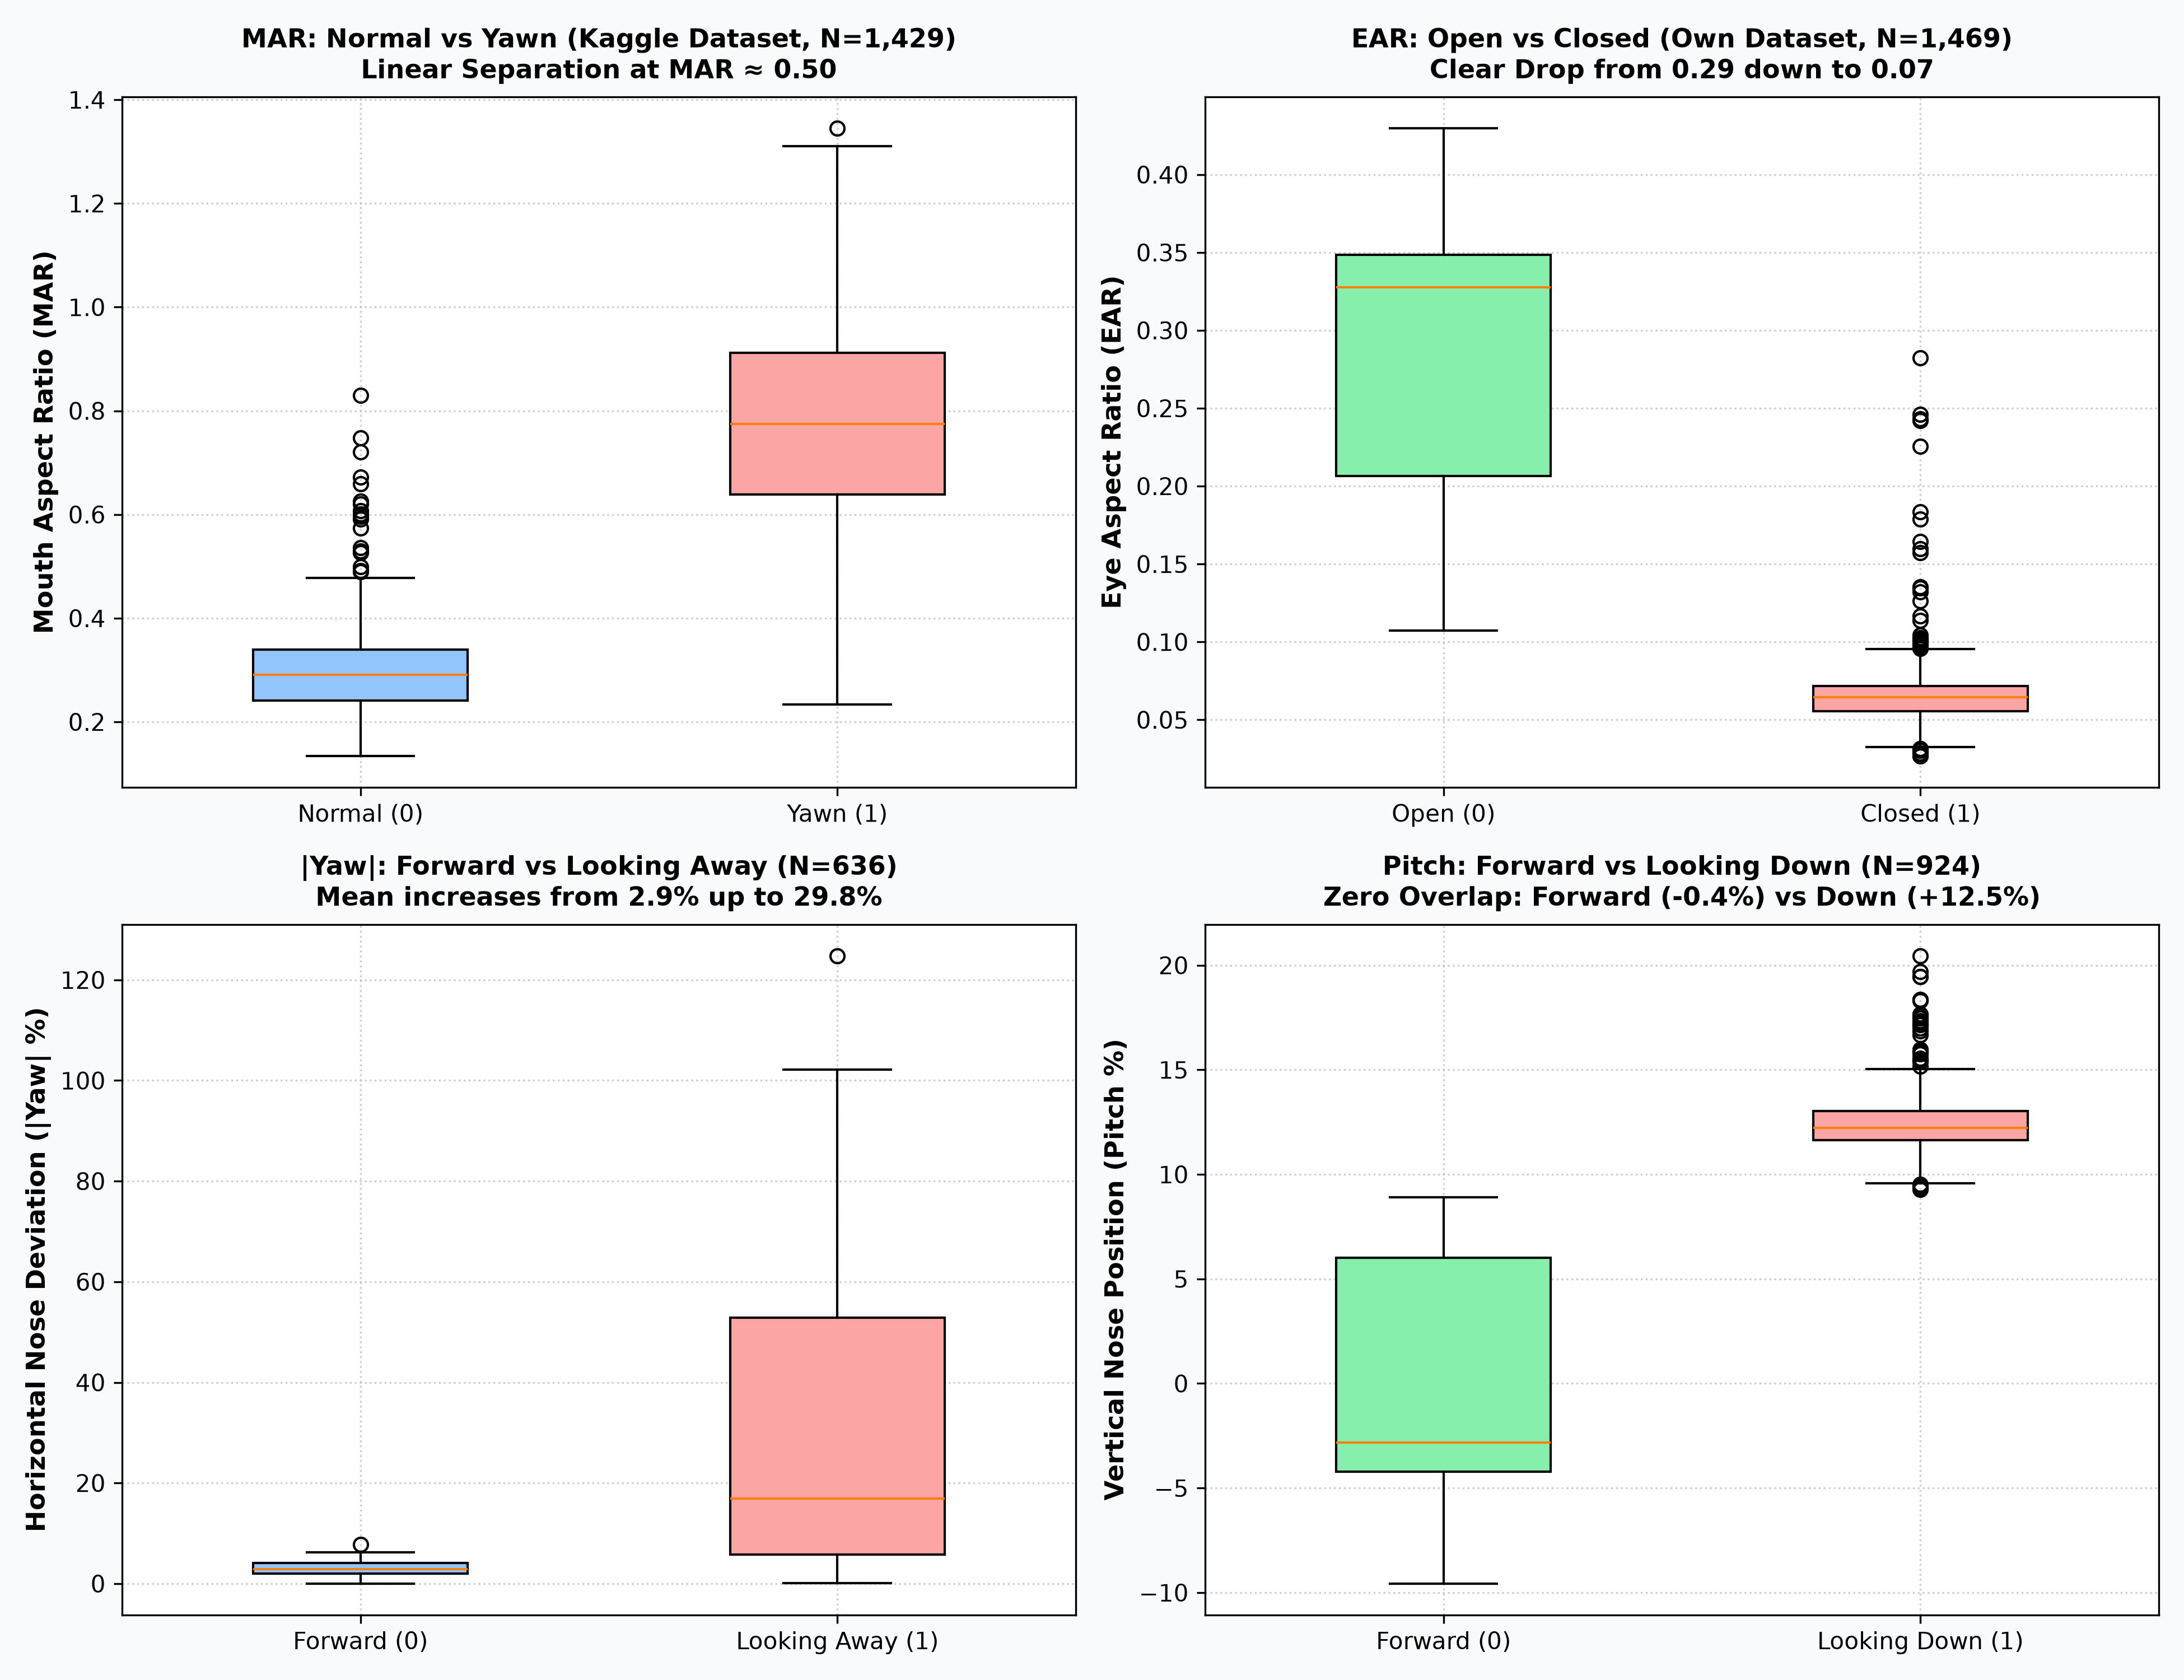 MAR: Normal vs Yawn (Kaggle Dataset, N=1,429)
Linear Separation at MAR ≈ 0.50
1.4
1.2
1.0
0.8
0.6
0.4
0.2
Mouth Aspect Ratio (MAR)
Normal (0)
Yawn (1)
EAR: Open vs Closed (Own Dataset, N=1,469)
Clear Drop from 0.29 down to 0.07
0.40
0.35
0.30
0.25
0.20
0.15
0.10
0.05
Eye Aspect Ratio (EAR)
Open (0)
Closed (1)
|Yaw|: Forward vs Looking Away (N=636)
Mean increases from 2.9% up to 29.8%
120
100
80
60
40
20
0
Horizontal Nose Deviation (|Yaw| %)
Forward (0)
Looking Away (1)
Pitch: Forward vs Looking Down (N=924)
Zero Overlap: Forward (-0.4%) vs Down (+12.5%)
20
15
10
5
0
−5
−10
Vertical Nose Position (Pitch %)
Forward (0)
Looking Down (1)